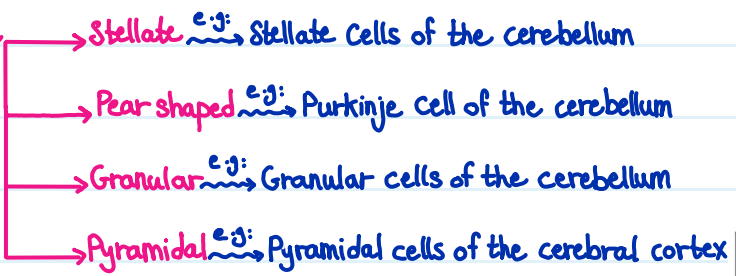 Stellate e.g: Stellate cells of the cerebellum
Pear shaped e.g: Purkinje cell of the cerebellum
Granular e.g: Granular cells of the cerebellum
Pyramidal e.g: Pyramidal cells of the cerebral cortex